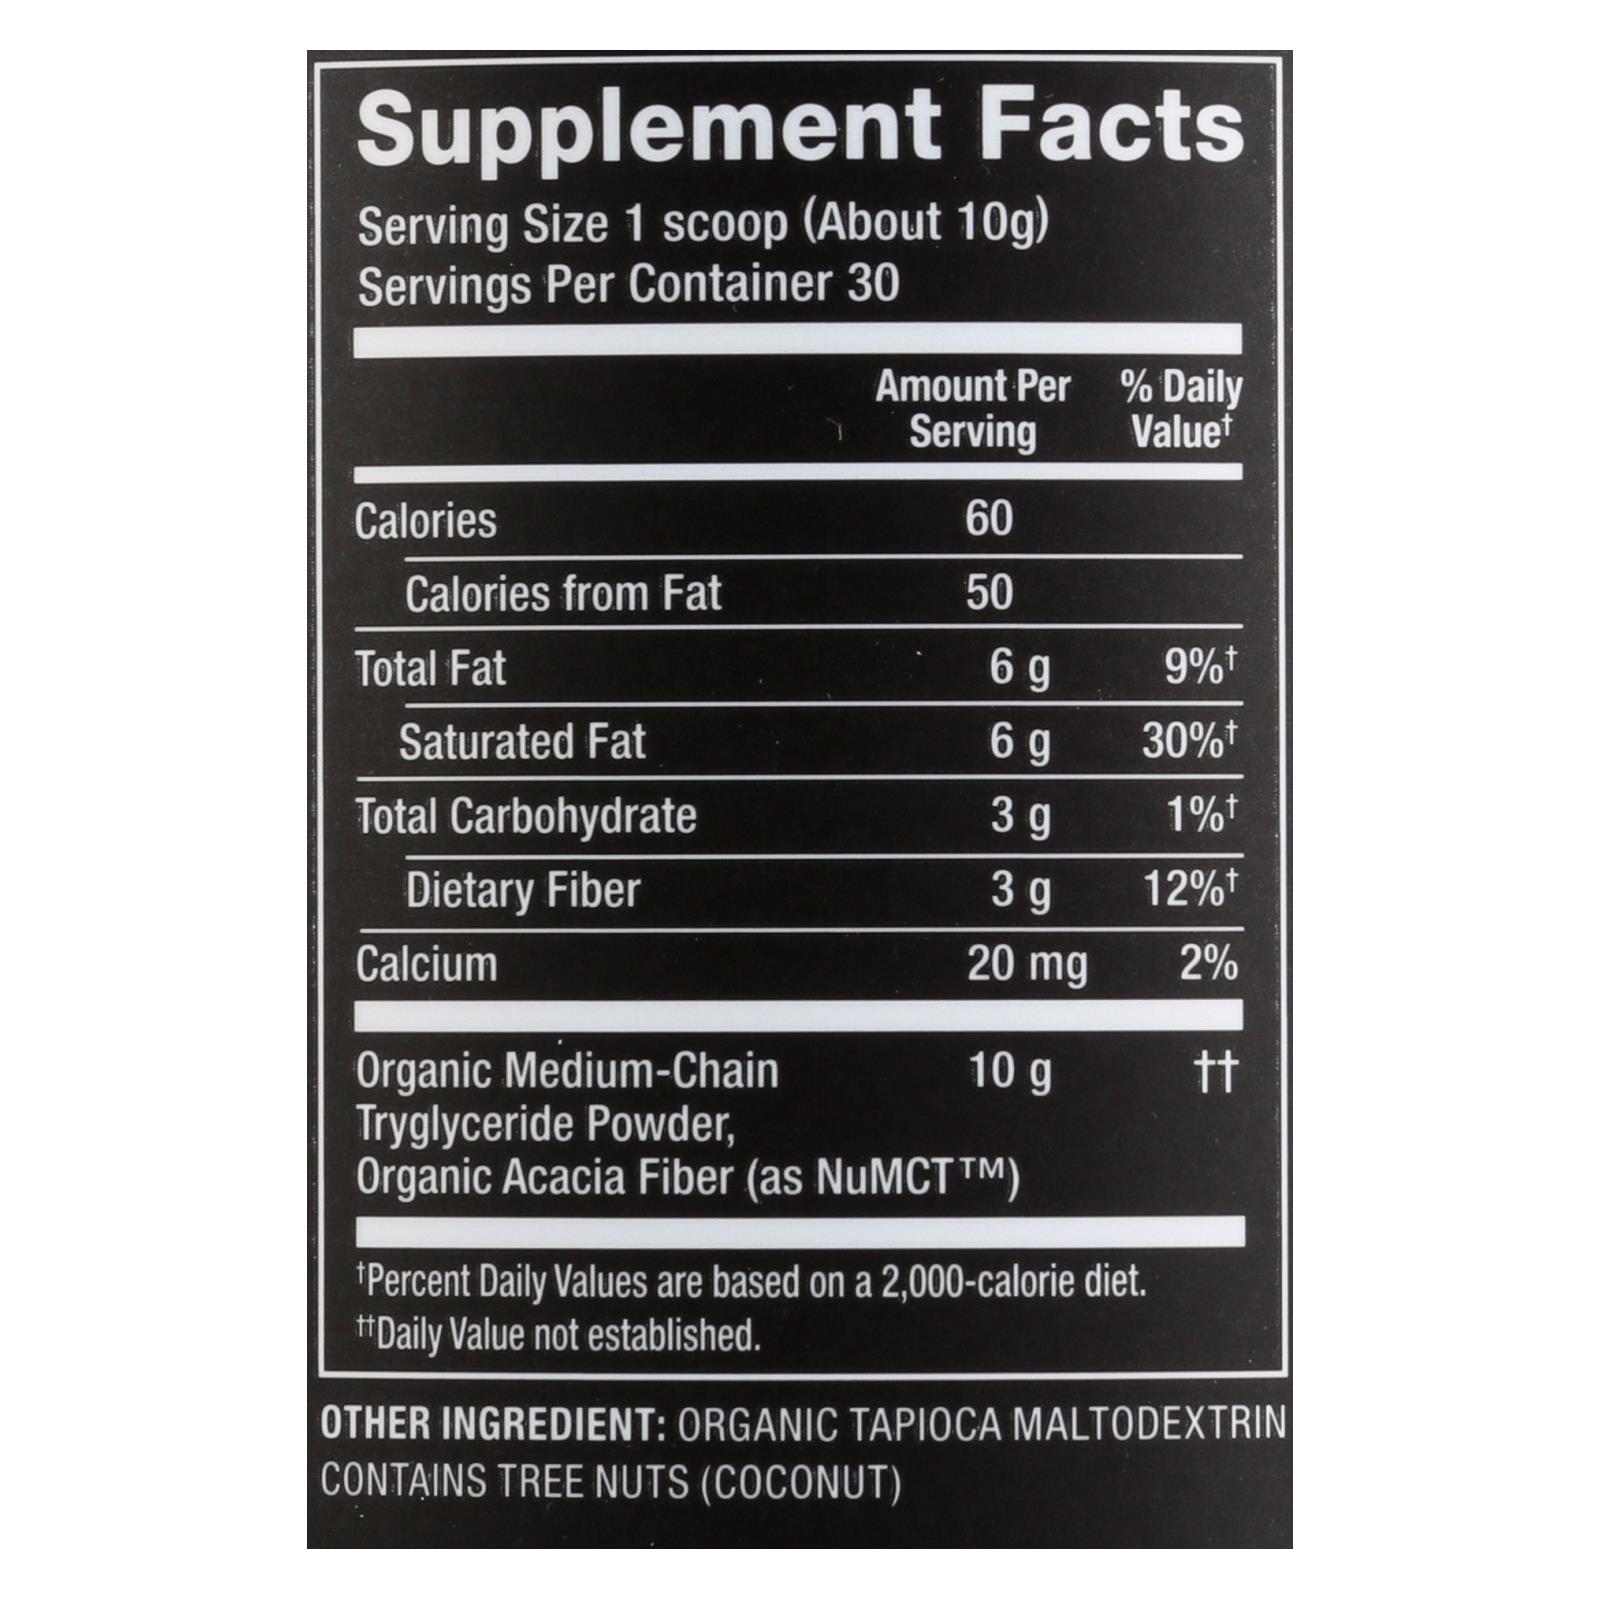 Supplement Facts
Serving Size 1 scoop (About 10g)
Servings Per Container 30
Amount Per % Daily
Serving Value†
Calories 60
Calories from Fat 50
Total Fat 6 g 9%†
Saturated Fat 6 g 30%†
Total Carbohydrate 3 g 1%†
Dietary Fiber 3 g 12%†
Calcium 20 mg 2%
Organic Medium-Chain 10 g ††
Tryglyceride Powder,
Organic Acacia Fiber (as NuMCT™)
†Percent Daily Values are based on a 2,000-calorie diet.
††Daily Value not established.
OTHER INGREDIENT: ORGANIC TAPIOCA MALTODEXTRIN
CONTAINS TREE NUTS (COCONUT)